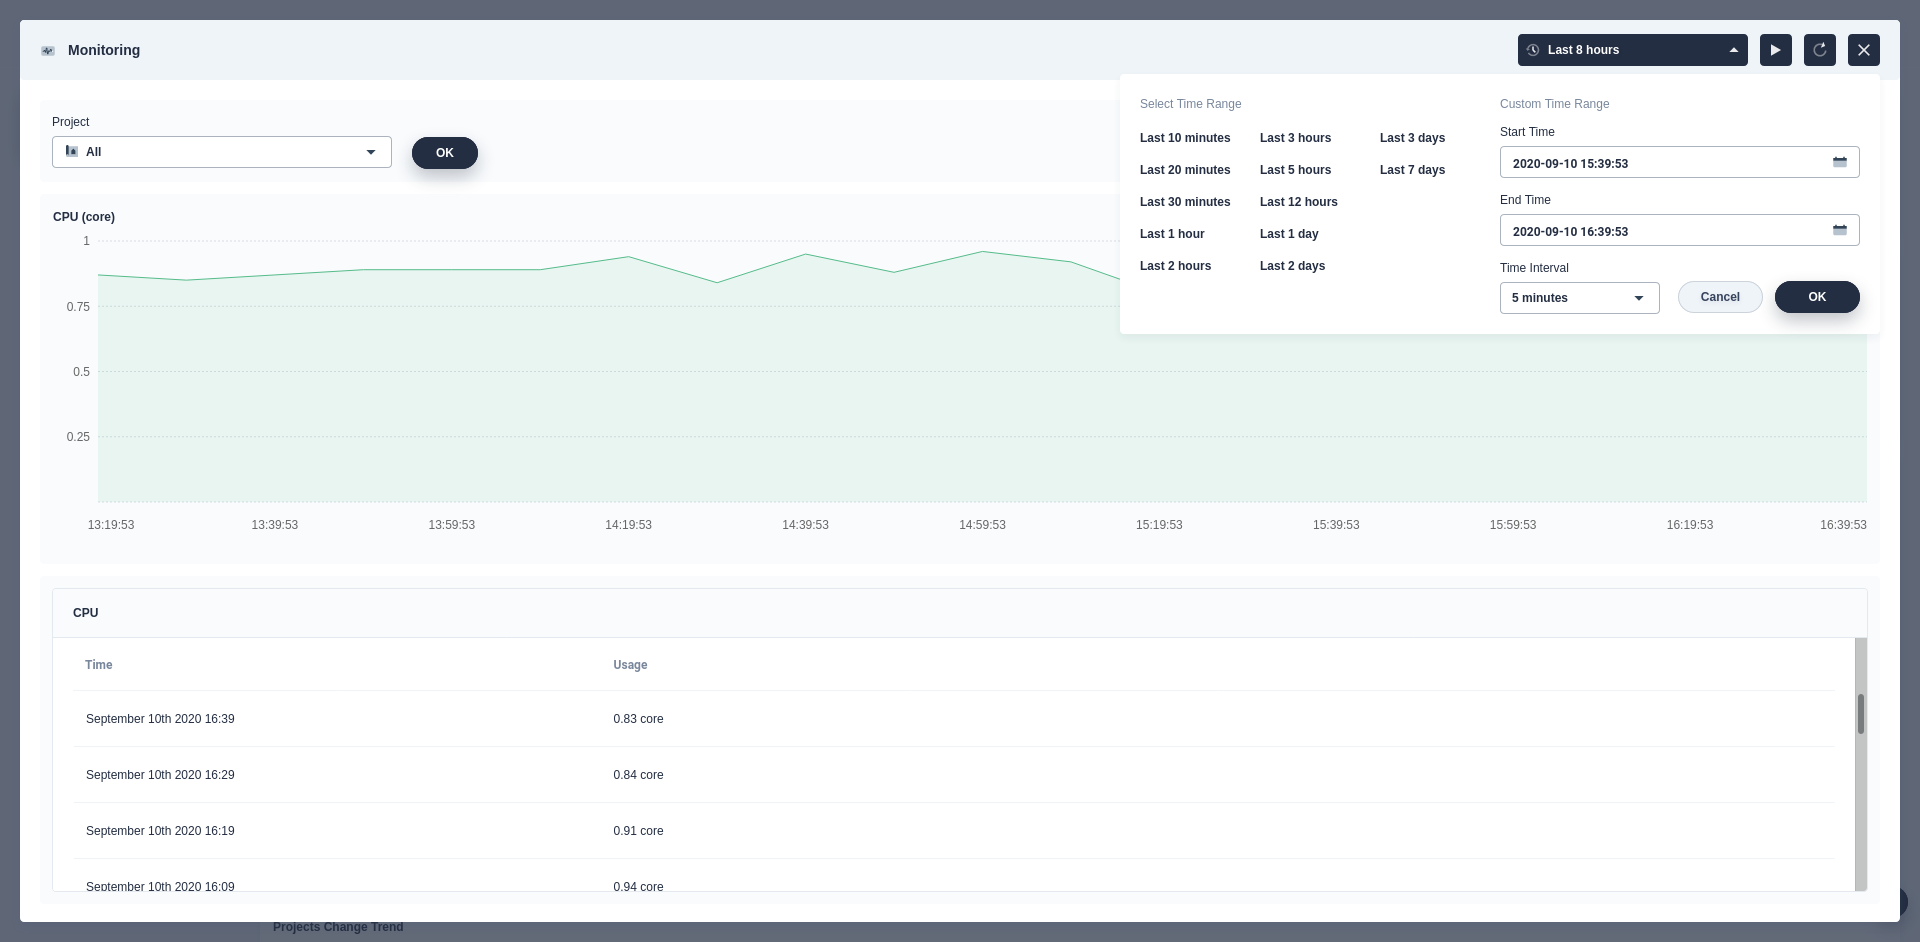 Monitoring
Last 8 hours
Project
All
OK
Select Time Range
Last 10 minutes
Last 3 hours
Last 3 days
Last 20 minutes
Last 5 hours
Last 7 days
Last 30 minutes
Last 12 hours
Last 1 hour
Last 1 day
Last 2 hours
Last 2 days
Custom Time Range
Start Time
2020-09-10 15:39:53
End Time
2020-09-10 16:39:53
Time Interval
5 minutes
Cancel
OK
CPU (core)
1
0.75
0.5
0.25
13:19:53
13:39:53
13:59:53
14:19:53
14:39:53
14:59:53
15:19:53
15:39:53
15:59:53
16:19:53
16:39:53
CPU
Time
Usage
September 10th 2020 16:39
0.83 core
September 10th 2020 16:29
0.84 core
September 10th 2020 16:19
0.91 core
September 10th 2020 16:09
0.94 core
Projects Change Trend